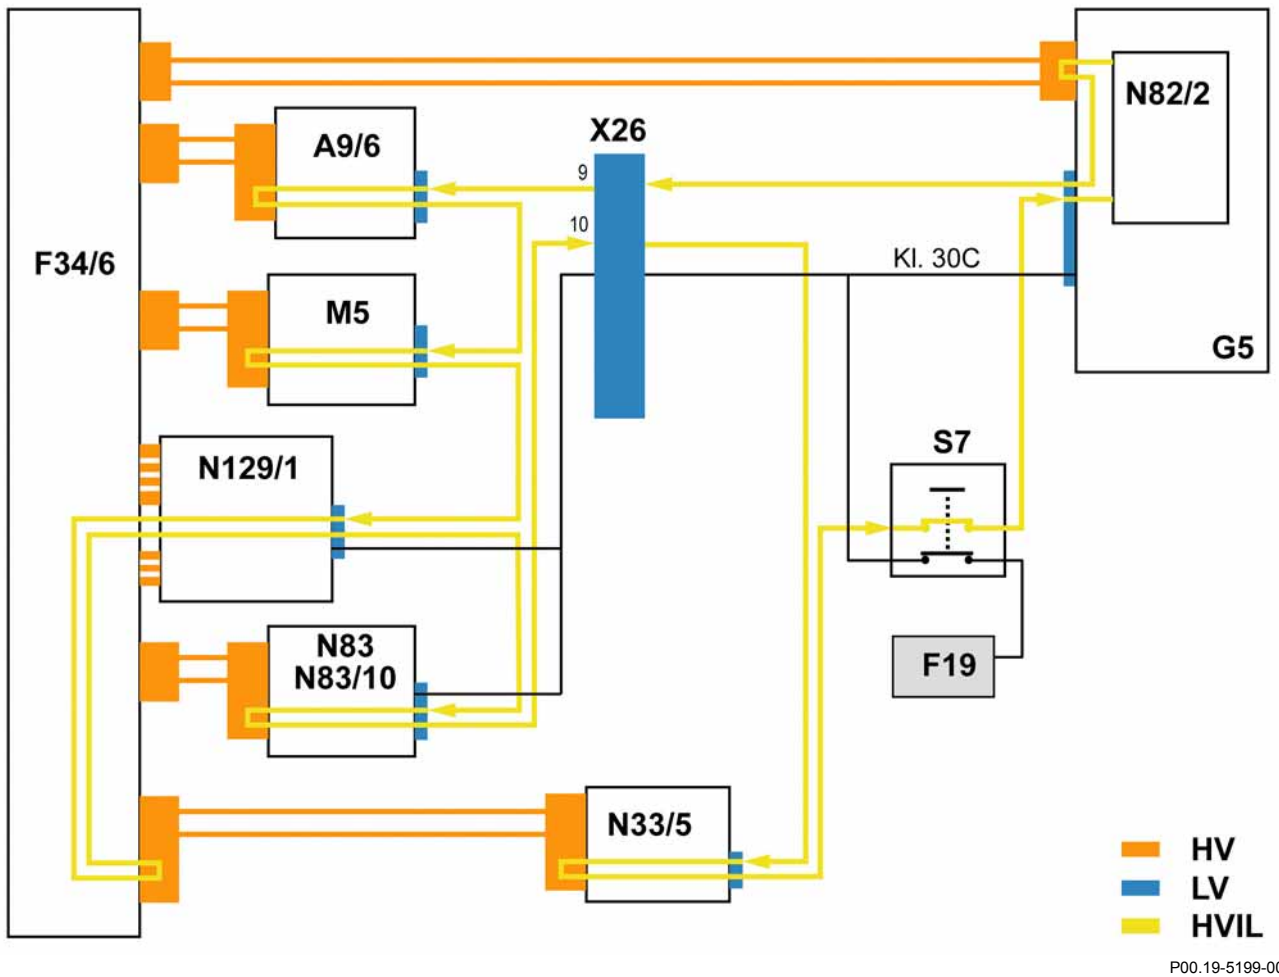 N82/2
X26
A9/6
9
10
F34/6
Kl. 30C
M5
G5
S7
N129/1
N83
N83/10
F19
N33/5
HV
LV
HVIL
P00.19-5199-00